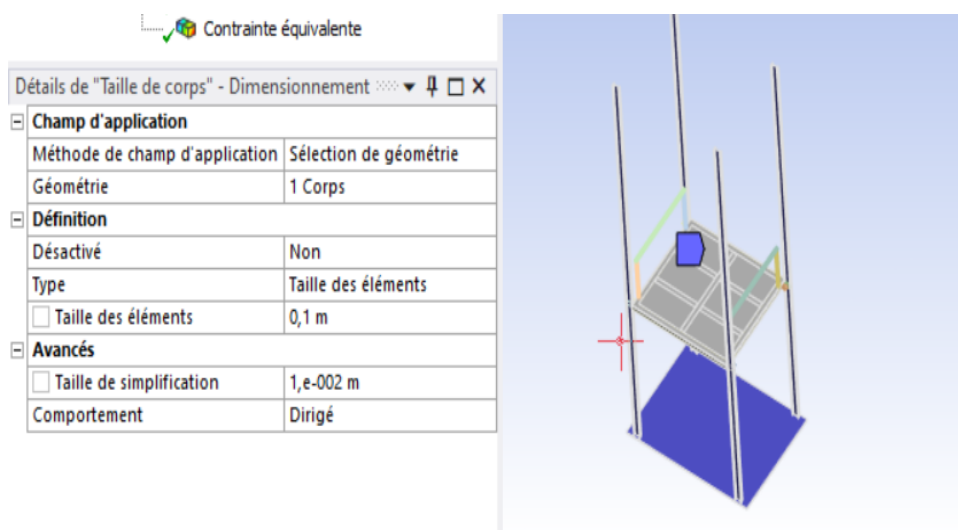 Contrainte équivalente
Détails de "Taille de corps" - Dimensionnement
Champ d'application
Méthode de champ d'application Sélection de géométrie
Géométrie 1 Corps
Définition
Désactivé Non
Type Taille des éléments
Taille des éléments 0,1 m
Avancés
Taille de simplification 1,e-002 m
Comportement Dirigé